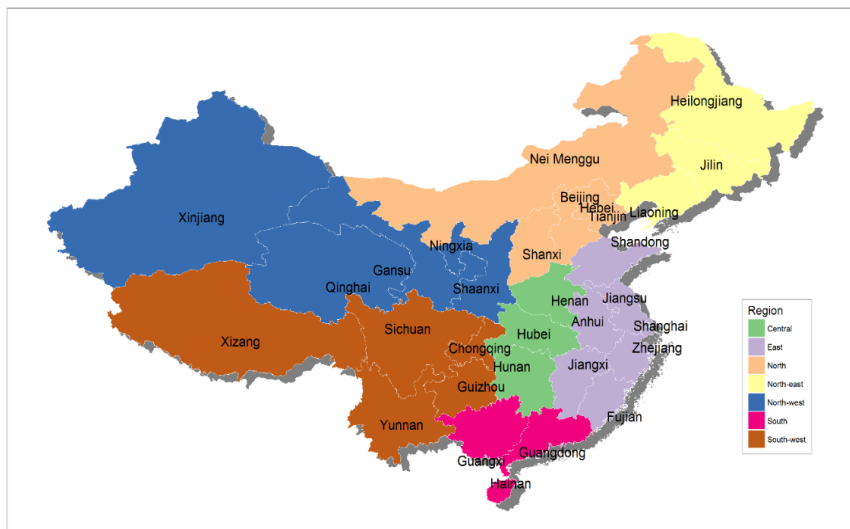 Heilongjiang
Nei Menggu
Jilin
Beijing
Hebei
Tianjin
Liaoning
Xinjiang
Ningxia
Shanxi
Shandong
Gansu
Qinghai
Shaanxi
Henan
Jiangsu
Anhui
Shanghai
Sichuan
Hubei
Xizang
Chongqing
Zhejiang
Hunan
Jiangxi
Guizhou
Yunnan
Fujian
Guangdong
Guangxi
Hainan
Region
Central
East
North
North-east
North-west
South
South-west